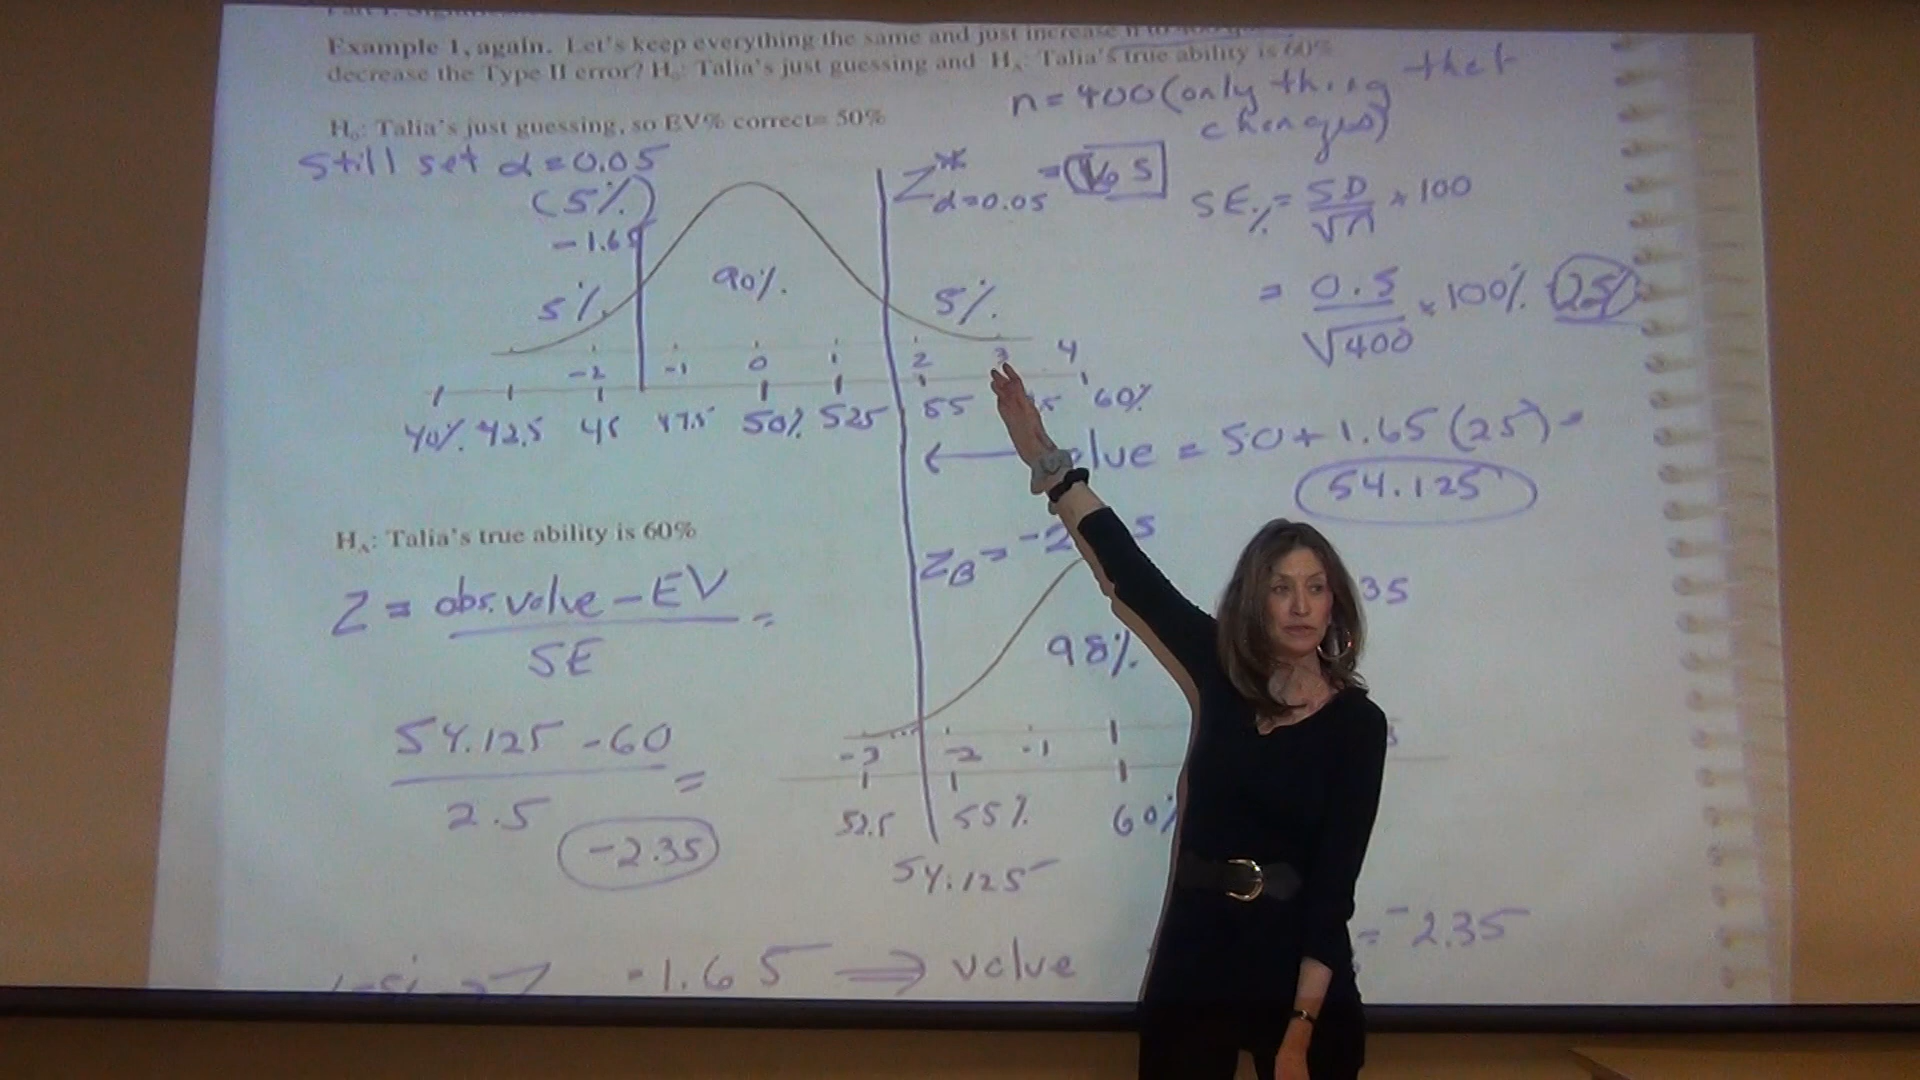 Example 1, again. Let's keep everything the same and just increase n to 400
decrease the Type II error? H₀: Talia's just guessing and Hₐ: Talia's true ability is 60%
n = 400 (only thing that
changes)
H₀: Talia's just guessing, so EV% correct= 50%
Still set α = 0.05
(5%)
-1.65
Z*α=0.05 = 1.65
SE% = SD/√n × 100
5%
90%
5%
= 0.5/√400 × 100% 2.5%
-2 -1 0 1 2 3 4
40% 42.5 45 47.5 50% 52.5 55 60%
← value = 50 + 1.65 (2.5) =
54.125
Hₐ: Talia's true ability is 60%
Z = obs. value - EV / SE =
Z_B = -2 5
35
98%
54.125 - 60 / 2.5 =
-2.35
-3 -2 -1 3
52.5 55% 60%
54.125
-1.65 ⟹ value = -2.35